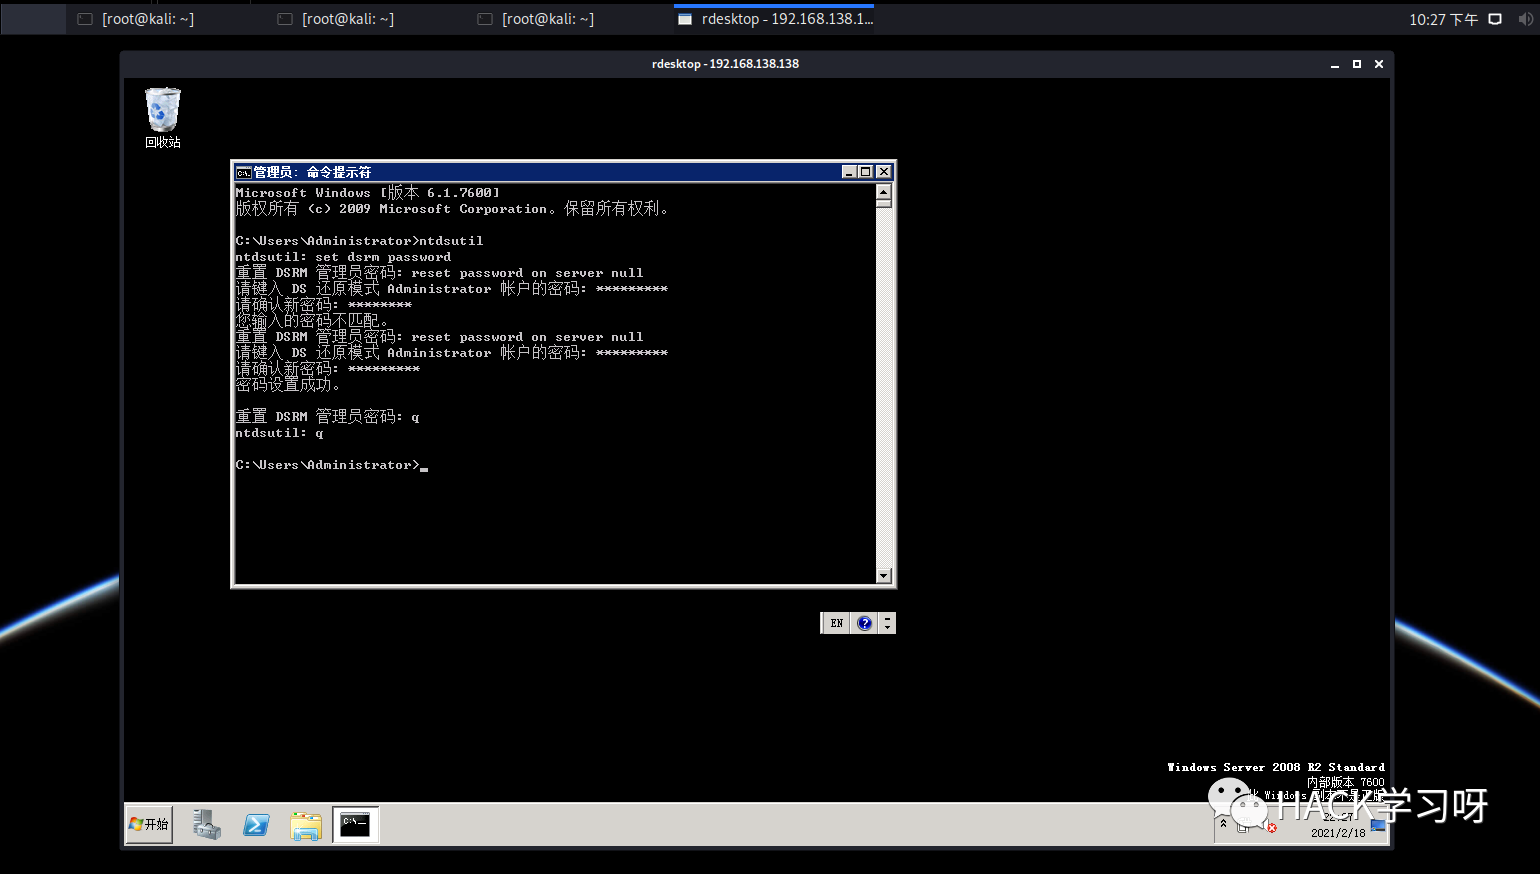 [root@kali: ~]
[root@kali: ~]
[root@kali: ~]
rdesktop - 192.168.138.1...
10:27 下午
rdesktop - 192.168.138.138
回收站
管理员: 命令提示符
Microsoft Windows [版本 6.1.7600]
版权所有 (c) 2009 Microsoft Corporation。保留所有权利。
C:\Users\Administrator>ntdsutil
ntdsutil: set dsrm password
重置 DSRM 管理员密码: reset password on server null
请键入 DS 还原模式 Administrator 帐户的密码: *********
请确认新密码: ********
您输入的密码不匹配。
重置 DSRM 管理员密码: reset password on server null
请键入 DS 还原模式 Administrator 帐户的密码: *********
请确认新密码: *********
密码设置成功。
重置 DSRM 管理员密码: q
ntdsutil: q
C:\Users\Administrator>_
EN
Windows Server 2008 R2 Standard
内部版本 7600
此 Windows 副本不是正版
HACK学习呀
开始
C:\_
22:27
2021/2/18